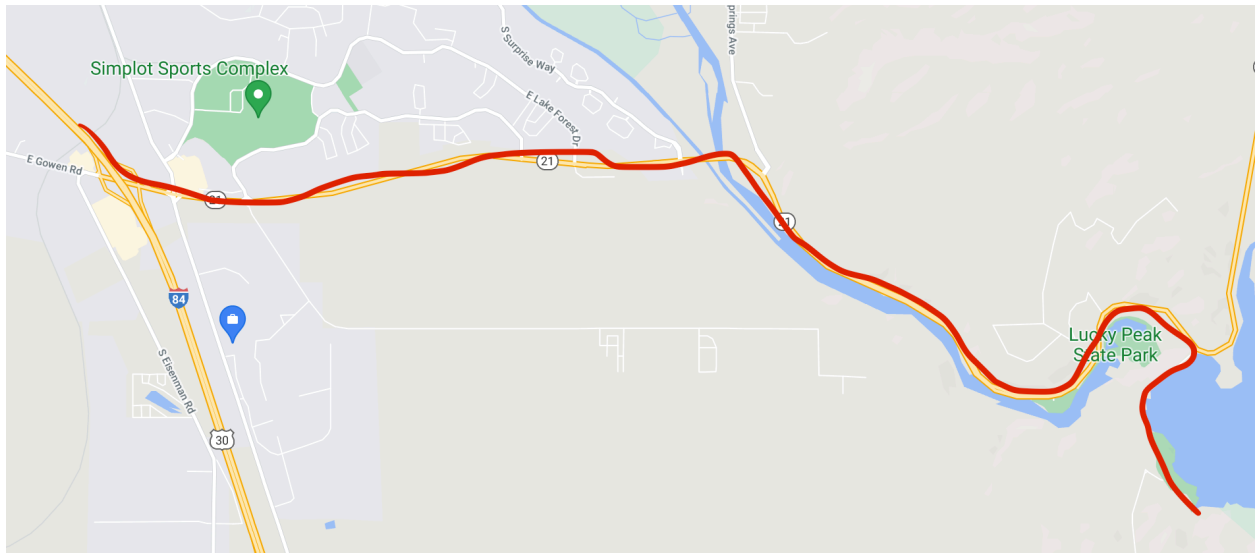 Simplot Sports Complex
S Surprise Way
E Lake Forest Dr
prings Ave
E Gowen Rd
21
21
21
84
Lucky Peak
State Park
S Eisenman Rd
30